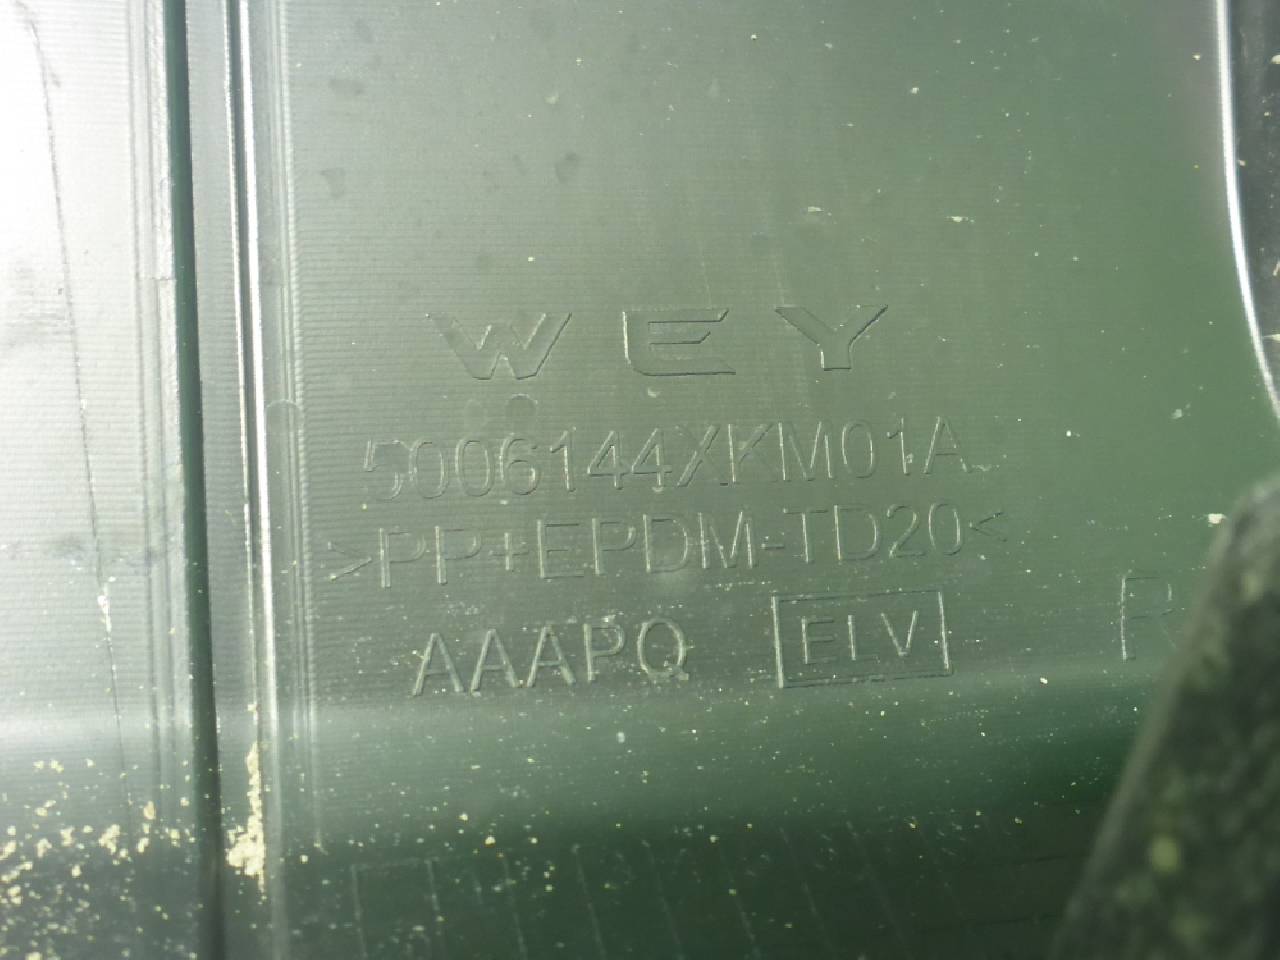 WEY
5006144XKM01A
>PP+EPDM-TD20<
AAAPQ ELV R